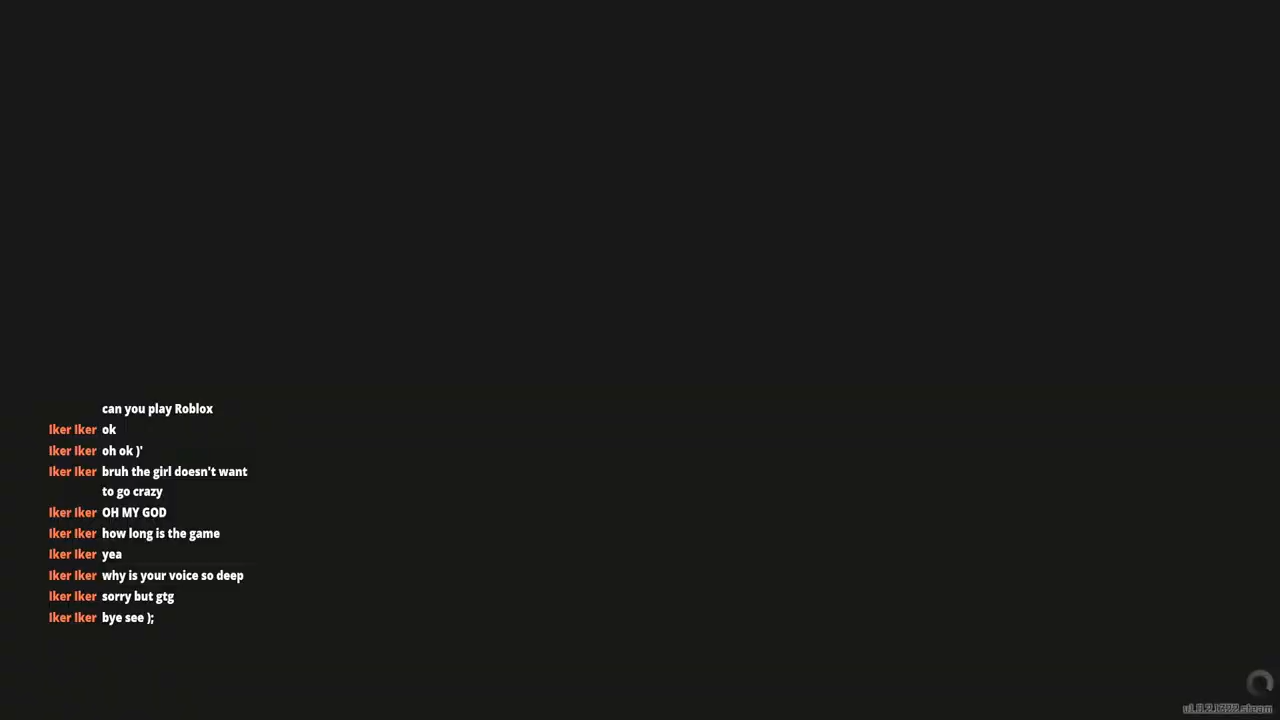 can you play Roblox
Iker Iker ok
Iker Iker oh ok )'
Iker Iker bruh the girl doesn't want
to go crazy
Iker Iker OH MY GOD
Iker Iker how long is the game
Iker Iker yea
Iker Iker why is your voice so deep
Iker Iker sorry but gtg
Iker Iker bye see );